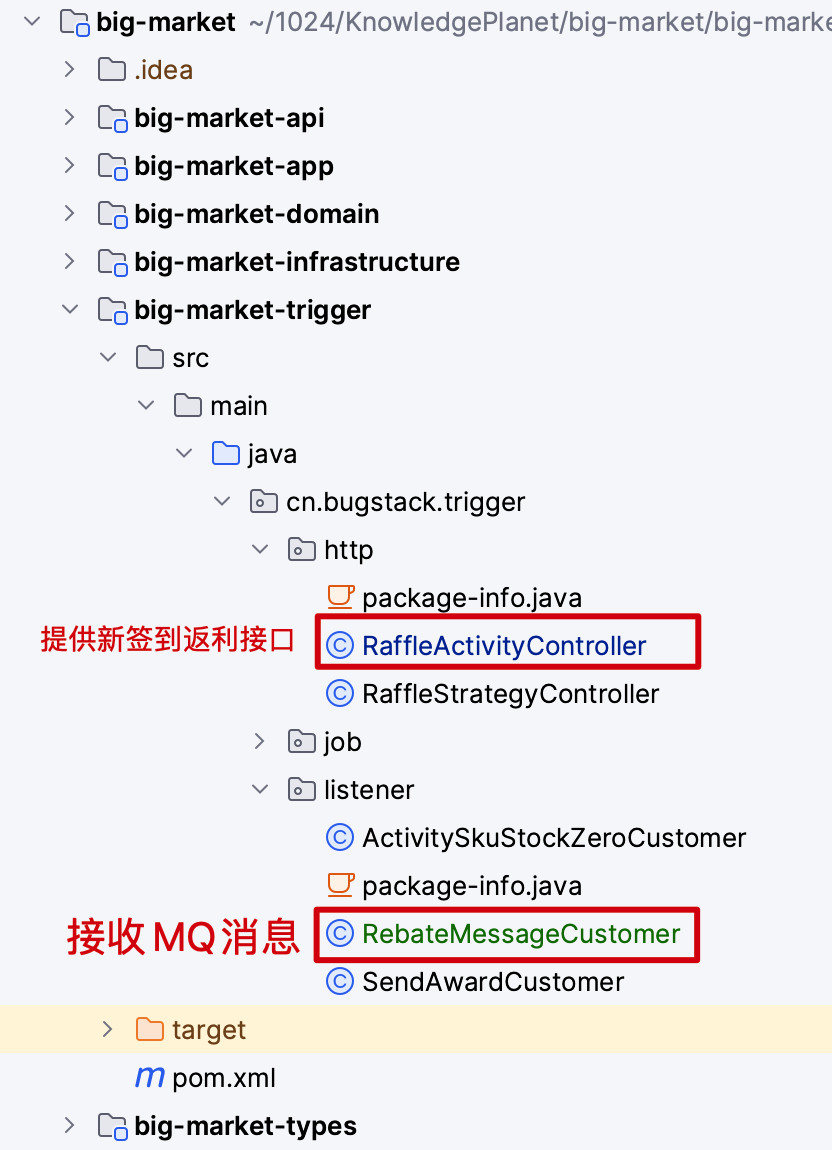 big-market ~/1024/KnowledgePlanet/big-market/big-marke
.idea
big-market-api
big-market-app
big-market-domain
big-market-infrastructure
big-market-trigger
src
main
java
cn.bugstack.trigger
http
package-info.java
提供新签到返利接口 RaffleActivityController
RaffleStrategyController
job
listener
ActivitySkuStockZeroCustomer
package-info.java
接收MQ消息 RebateMessageCustomer
SendAwardCustomer
target
pom.xml
big-market-types